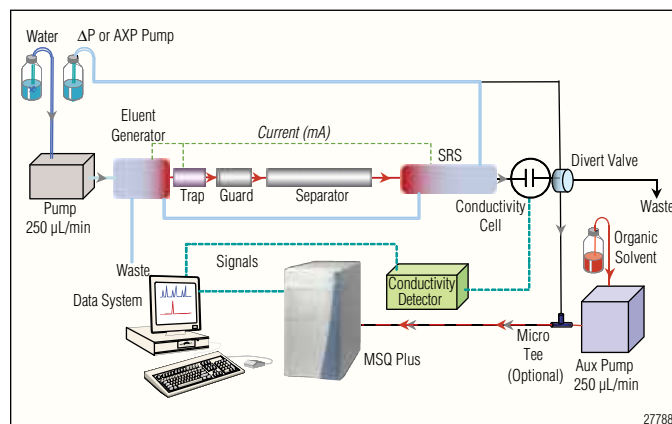 Water
ΔP or AXP Pump
Eluent
Generator
Current (mA)
SRS
Divert Valve
Trap
Guard
Separator
Pump
250 µL/min
Conductivity
Cell
Waste
Organic
Solvent
Waste
Signals
Data System
Conductivity
Detector
MSQ Plus
Micro
Tee
(Optional)
Aux Pump
250 µL/min
27788